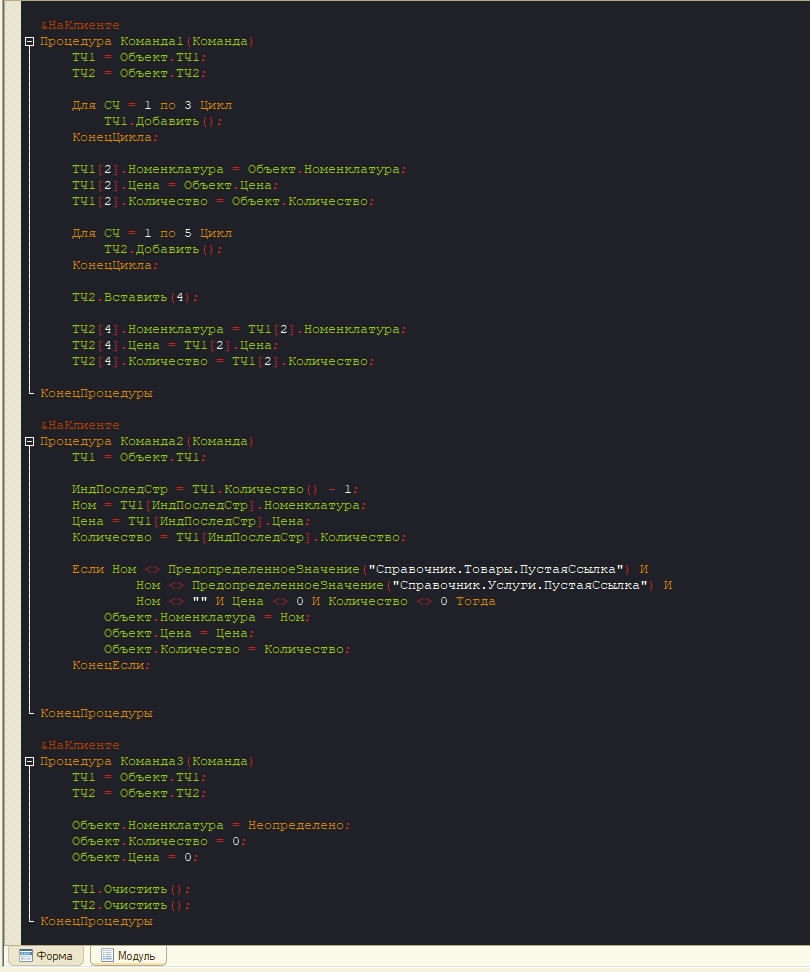 &НаКлиенте
Процедура Команда1(Команда)
ТЧ1 = Объект.ТЧ1;
ТЧ2 = Объект.ТЧ2;
Для СЧ = 1 по 3 Цикл
ТЧ1.Добавить();
КонецЦикла;
ТЧ1[2].Номенклатура = Объект.Номенклатура;
ТЧ1[2].Цена = Объект.Цена;
ТЧ1[2].Количество = Объект.Количество;
Для СЧ = 1 по 5 Цикл
ТЧ2.Добавить();
КонецЦикла;
ТЧ2.Вставить(4);
ТЧ2[4].Номенклатура = ТЧ1[2].Номенклатура;
ТЧ2[4].Цена = ТЧ1[2].Цена;
ТЧ2[4].Количество = ТЧ1[2].Количество;
КонецПроцедуры
&НаКлиенте
Процедура Команда2(Команда)
ТЧ1 = Объект.ТЧ1;
ИндПоследСтр = ТЧ1.Количество() - 1;
Ном = ТЧ1[ИндПоследСтр].Номенклатура;
Цена = ТЧ1[ИндПоследСтр].Цена;
Количество = ТЧ1[ИндПоследСтр].Количество;
Если Ном <> ПредопределенноеЗначение("Справочник.Товары.ПустаяСсылка") И
Ном <> ПредопределенноеЗначение("Справочник.Услуги.ПустаяСсылка") И
Ном <> "" И Цена <> 0 И Количество <> 0 Тогда
Объект.Номенклатура = Ном;
Объект.Цена = Цена;
Объект.Количество = Количество;
КонецЕсли;
КонецПроцедуры
&НаКлиенте
Процедура Команда3(Команда)
ТЧ1 = Объект.ТЧ1;
ТЧ2 = Объект.ТЧ2;
Объект.Номенклатура = Неопределено;
Объект.Количество = 0;
Объект.Цена = 0;
ТЧ1.Очистить();
ТЧ2.Очистить();
КонецПроцедуры
Форма Модуль